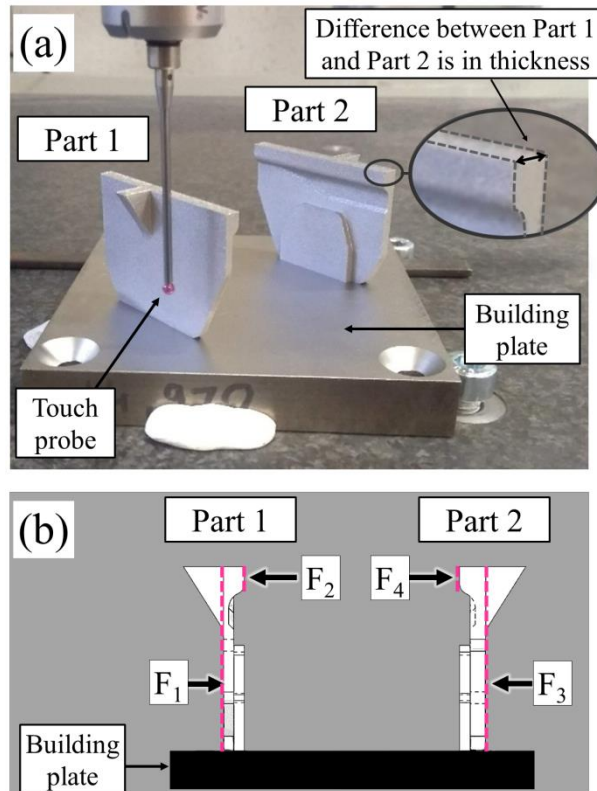 (a)
Difference between Part 1
and Part 2 is in thickness
Part 1
Part 2
Building
plate
Touch
probe
970
(b)
Part 1
Part 2
F₂
F₄
F₁
F₃
Building
plate